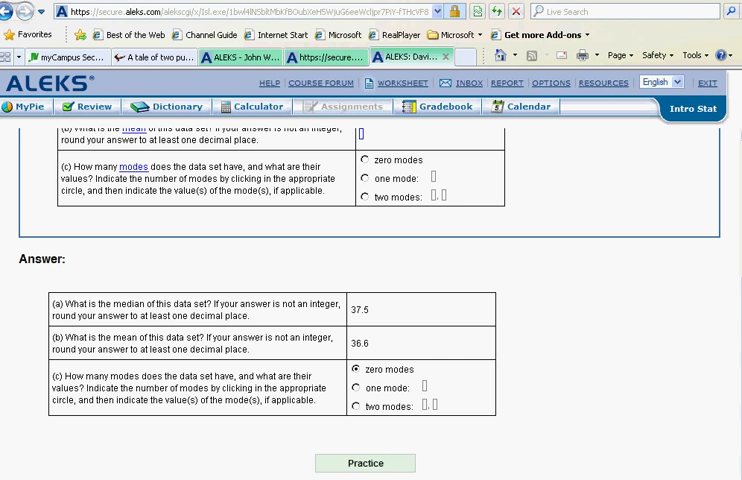 https://secure.aleks.com/alekscgi/x/Isl.exe/
Live Search
Favorites
Best of the Web
Channel Guide
Internet Start
Microsoft
RealPlayer
Microsoft
Get more Add-ons
myCampus Sec...
A tale of two pu...
ALEKS - John W...
https://secure....
ALEKS: Davi...
Page
Safety
Tools
ALEKS®
HELP
COURSE FORUM
WORKSHEET
INBOX
REPORT
OPTIONS
RESOURCES
English
EXIT
MyPie
Review
Dictionary
Calculator
Assignments
Gradebook
Calendar
Intro Stat
(b) What is the mean of this data set? If your answer is not an integer,
round your answer to at least one decimal place.
(c) How many modes does the data set have, and what are their
values? Indicate the number of modes by clicking in the appropriate
circle, and then indicate the value(s) of the mode(s), if applicable.
zero modes
one mode:
two modes: ,
Answer:
(a) What is the median of this data set? If your answer is not an integer,
round your answer to at least one decimal place.
37.5
(b) What is the mean of this data set? If your answer is not an integer,
round your answer to at least one decimal place.
36.6
(c) How many modes does the data set have, and what are their
values? Indicate the number of modes by clicking in the appropriate
circle, and then indicate the value(s) of the mode(s), if applicable.
zero modes
one mode:
two modes: ,
Practice